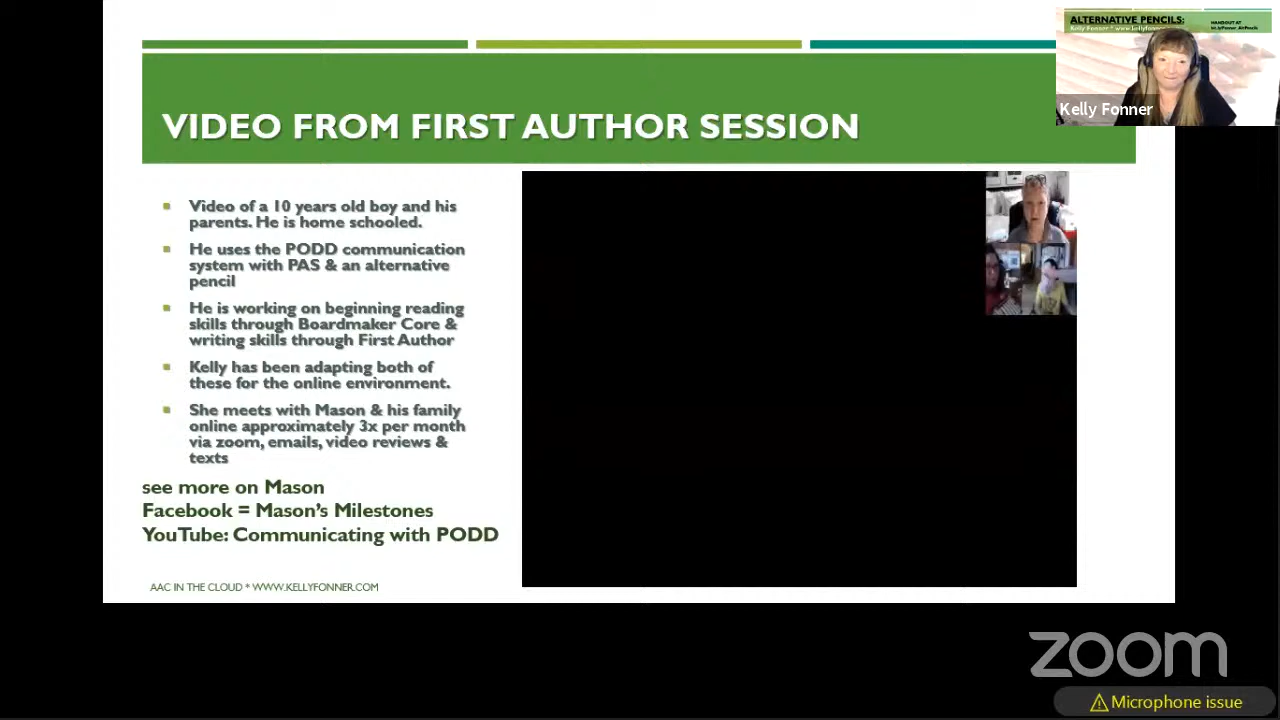 ALTERNATIVE PENCILS:
HANDOUT AT
Kelly Fonner
VIDEO FROM FIRST AUTHOR SESSION
Video of a 10 years old boy and his
parents. He is home schooled.
He uses the PODD communication
system with PAS & an alternative
pencil
He is working on beginning reading
skills through Boardmaker Core &
writing skills through First Author
Kelly has been adapting both of
these for the online environment.
She meets with Mason & his family
online approximately 3x per month
via zoom, emails, video reviews &
texts
see more on Mason
Facebook = Mason’s Milestones
YouTube: Communicating with PODD
AAC IN THE CLOUD * WWW.KELLYFONNER.COM
zoom
Microphone issue